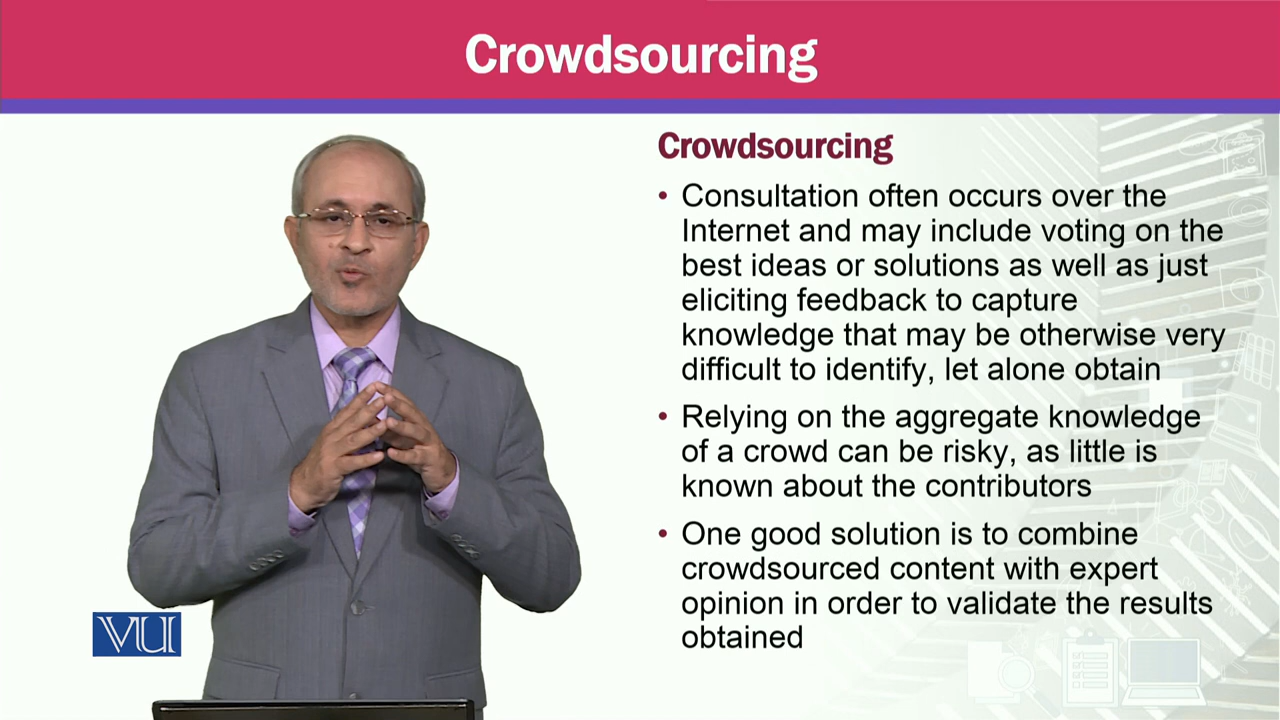 Crowdsourcing
Crowdsourcing
• Consultation often occurs over the
Internet and may include voting on the
best ideas or solutions as well as just
eliciting feedback to capture
knowledge that may be otherwise very
difficult to identify, let alone obtain
• Relying on the aggregate knowledge
of a crowd can be risky, as little is
known about the contributors
• One good solution is to combine
crowdsourced content with expert
opinion in order to validate the results
obtained
VU